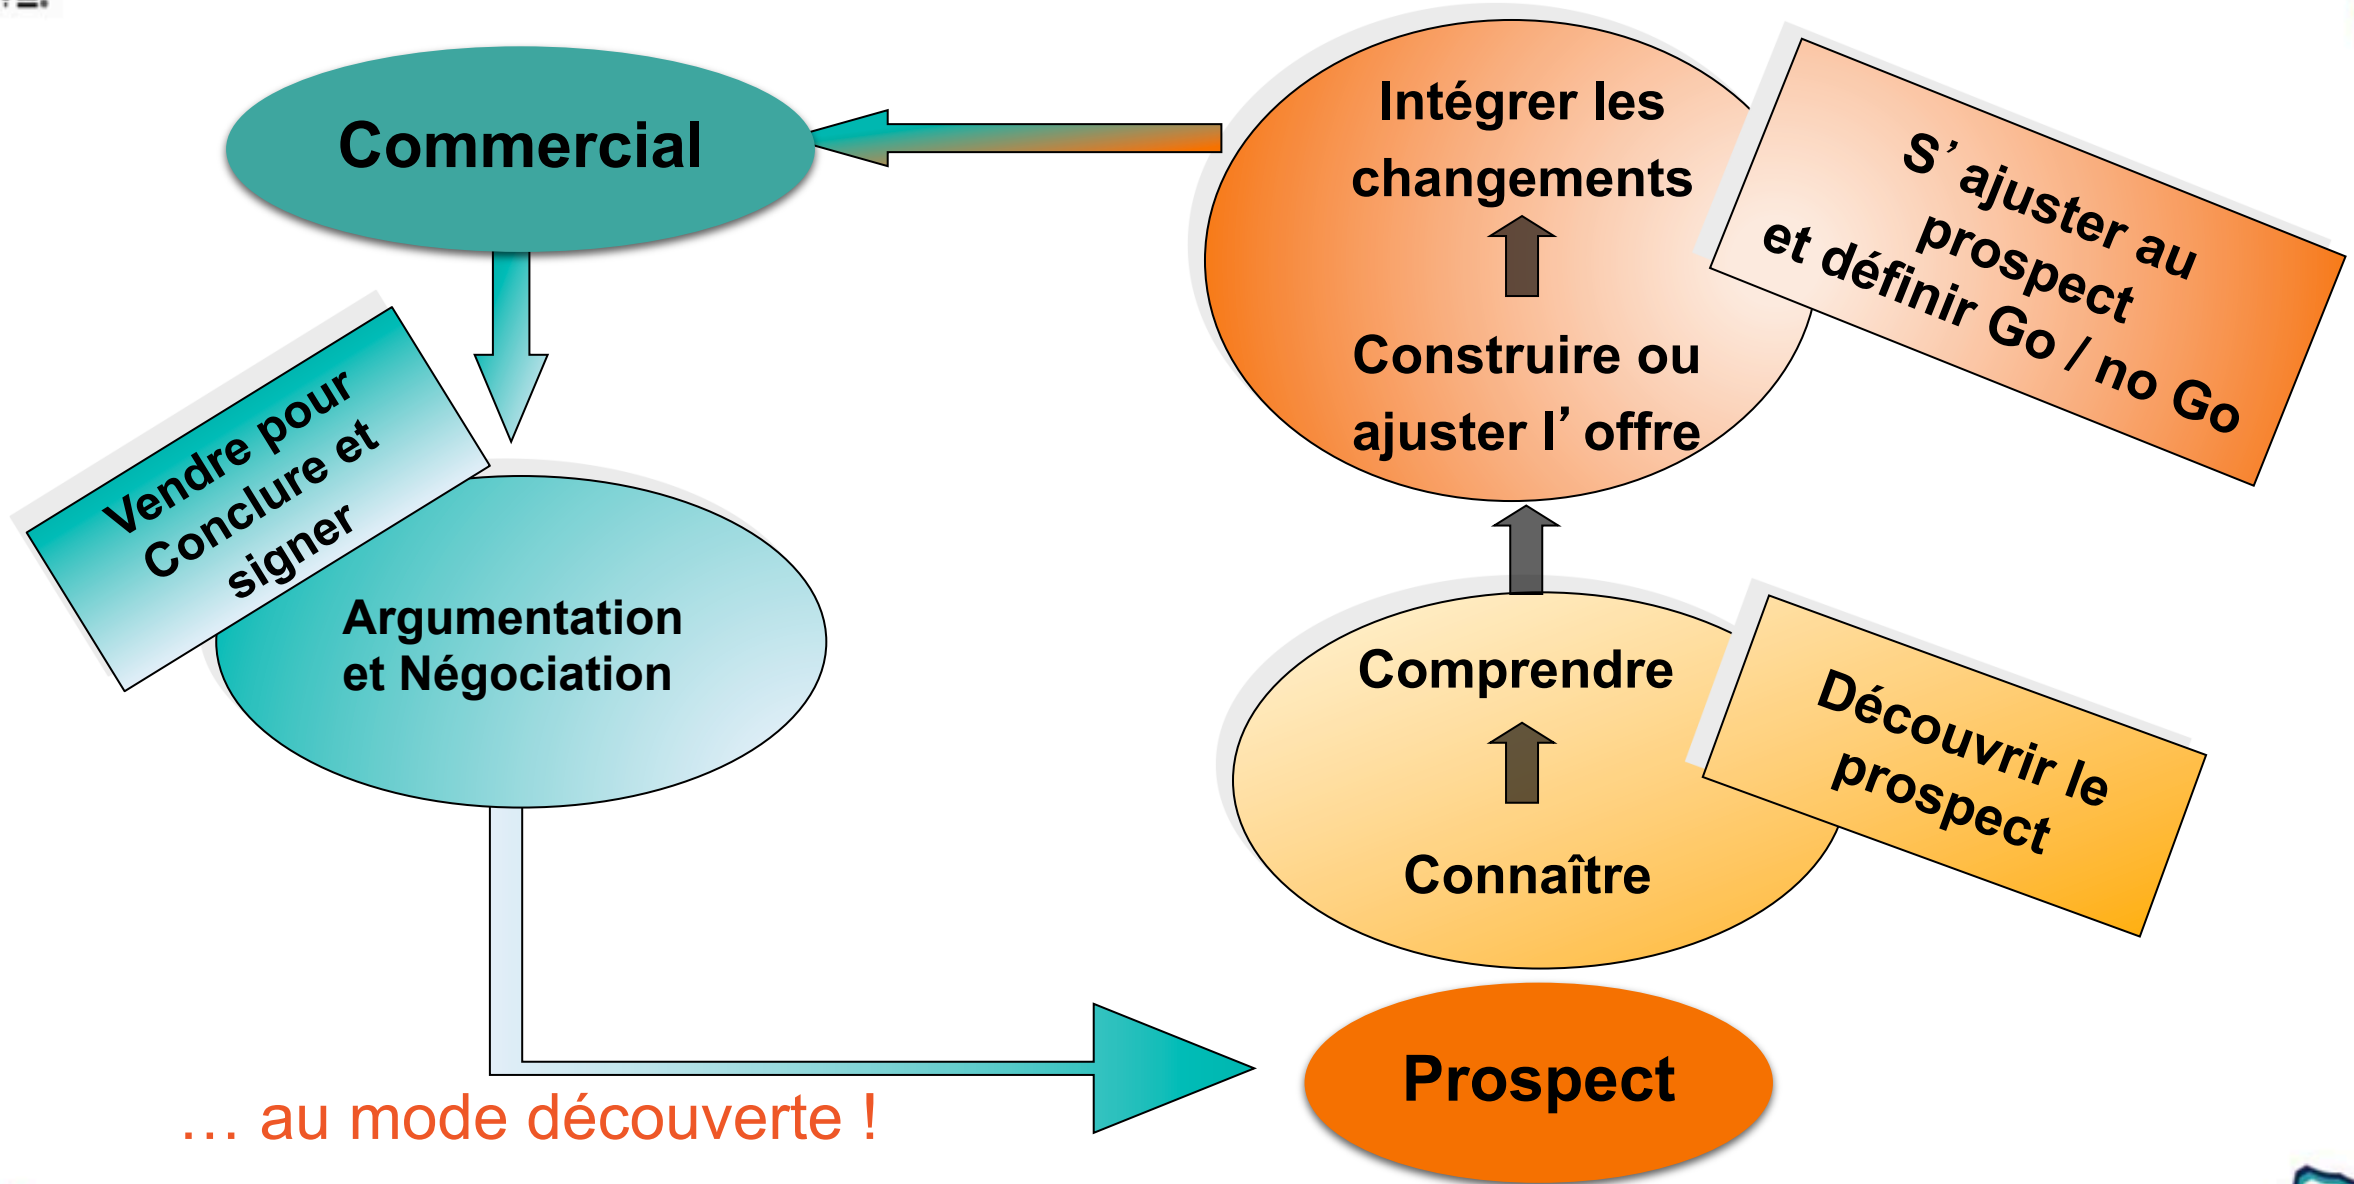 Commercial
Intégrer les
changements
S’ ajuster au
prospect
et définir Go / no Go
Construire ou
ajuster l’ offre
Vendre pour
Conclure et
signer
Argumentation
et Négociation
Comprendre
Découvrir le
prospect
Connaître
Prospect
… au mode découverte !